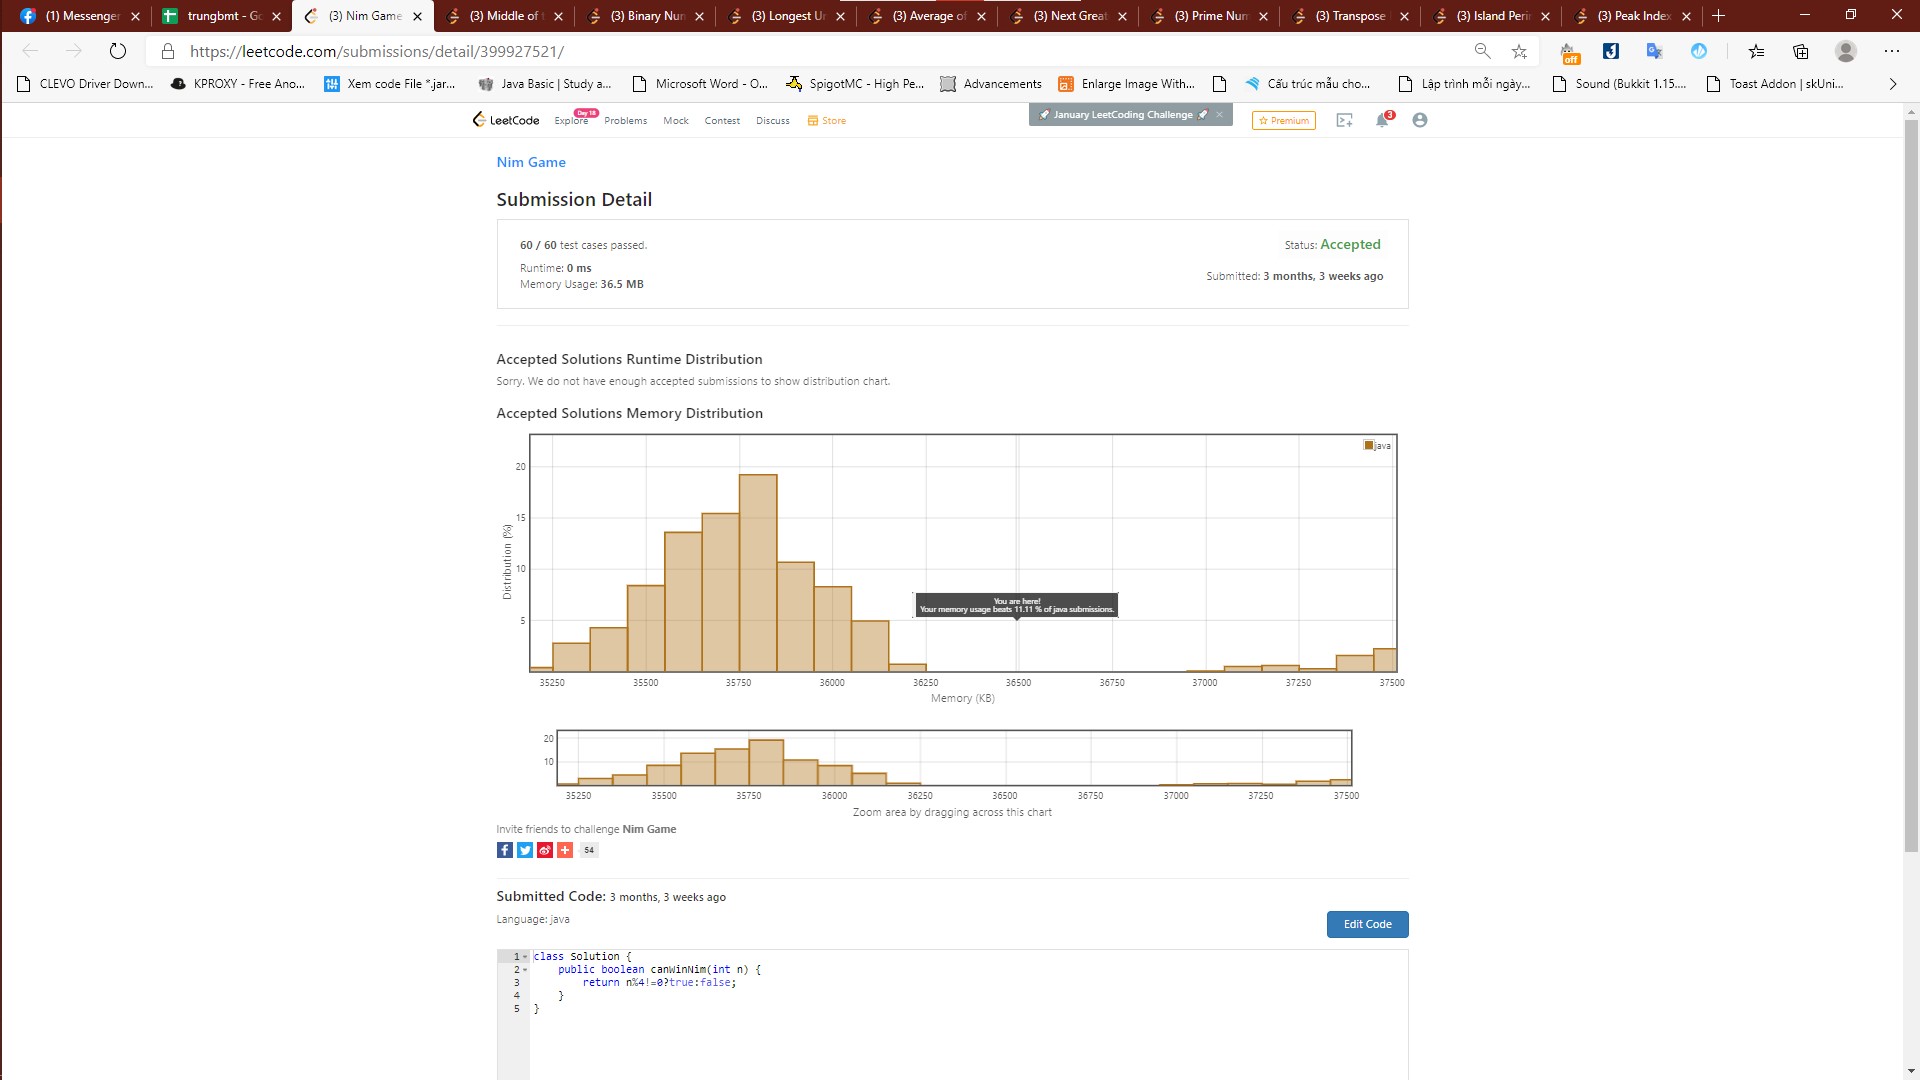 (1) Messenger
trungbmt - Go
(3) Nim Game
(3) Middle of t
(3) Binary Num
(3) Longest Un
(3) Average of
(3) Next Great
(3) Prime Num
(3) Transpose
(3) Island Peri
(3) Peak Index
https://leetcode.com/submissions/detail/399927521/
off
CLEVO Driver Down...
KPROXY - Free Ano...
Xem code File *.jar...
Java Basic | Study a...
Microsoft Word - O...
SpigotMC - High Pe...
Advancements
Enlarge Image With...
Cấu trúc mẫu cho...
Lập trình mỗi ngày...
Sound (Bukkit 1.15....
Toast Addon | skUni...
LeetCode
Explore
Day 18
Problems
Mock
Contest
Discuss
Store
January LeetCoding Challenge
Premium
3
Nim Game
Submission Detail
60 / 60 test cases passed.
Status: Accepted
Runtime: 0 ms
Submitted: 3 months, 3 weeks ago
Memory Usage: 36.5 MB
Accepted Solutions Runtime Distribution
Sorry. We do not have enough accepted submissions to show distribution chart.
Accepted Solutions Memory Distribution
java
20
15
10
5
Distribution (%)
You are here!
Your memory usage beats 11.11 % of java submissions.
35250 35500 35750 36000 36250 36500 36750 37000 37250 37500
Memory (KB)
20
10
35250 35500 35750 36000 36250 36500 36750 37000 37250 37500
Zoom area by dragging across this chart
Invite friends to challenge Nim Game
54
Submitted Code: 3 months, 3 weeks ago
Language: java
Edit Code
1 class Solution {
2 public boolean canWinNim(int n) {
3 return n%4!=0?true:false;
4 }
5 }